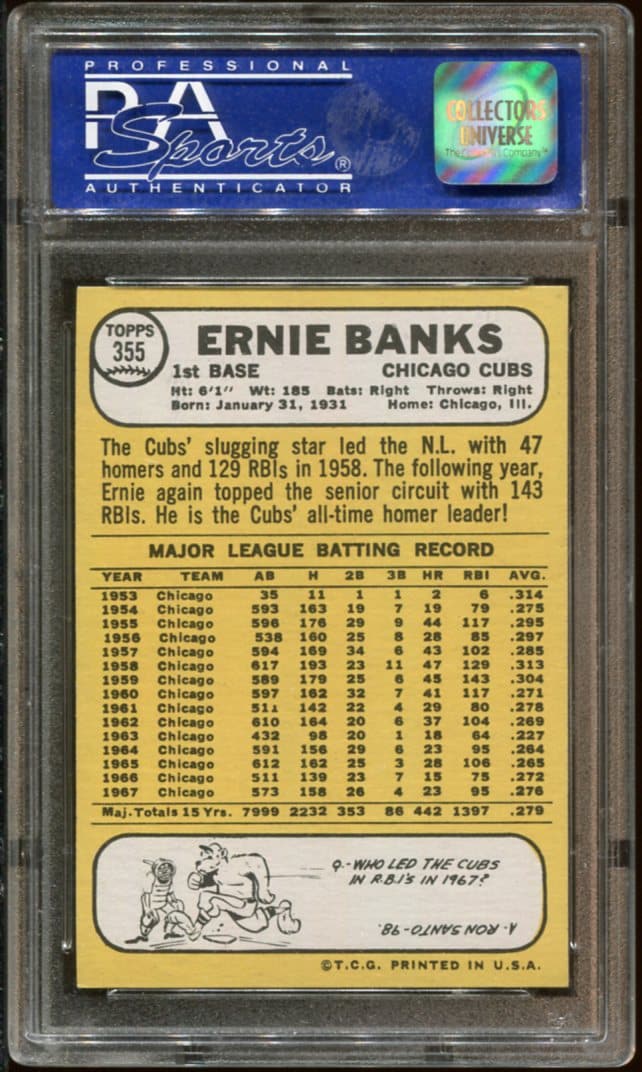 PROFESSIONAL
PSA
Sports®
AUTHENTICATOR
COLLECTORS
UNIVERSE
The Collector's Company™
TOPPS
355
ERNIE BANKS
1st BASE CHICAGO CUBS
Ht: 6'1" Wt: 185 Bats: Right Throws: Right
Born: January 31, 1931 Home: Chicago, Ill.
The Cubs' slugging star led the N.L. with 47
homers and 129 RBIs in 1958. The following year,
Ernie again topped the senior circuit with 143
RBIs. He is the Cubs' all-time homer leader!
MAJOR LEAGUE BATTING RECORD
YEAR TEAM AB H 2B 3B HR RBI AVG.
1953 Chicago 35 11 1 1 2 6 .314
1954 Chicago 593 163 19 7 19 79 .275
1955 Chicago 596 176 29 9 44 117 .295
1956 Chicago 538 160 25 8 28 85 .297
1957 Chicago 594 169 34 6 43 102 .285
1958 Chicago 617 193 23 11 47 129 .313
1959 Chicago 589 179 25 6 45 143 .304
1960 Chicago 597 162 32 7 41 117 .271
1961 Chicago 511 142 22 4 29 80 .278
1962 Chicago 610 164 20 6 37 104 .269
1963 Chicago 432 98 20 1 18 64 .227
1964 Chicago 591 156 29 6 23 95 .264
1965 Chicago 612 162 25 3 28 106 .265
1966 Chicago 511 139 23 7 15 75 .272
1967 Chicago 573 158 26 4 23 95 .276
Maj. Totals 15 Yrs. 7999 2232 353 86 442 1397 .279
Q.-WHO LED THE CUBS
IN R.B.I'S IN 1967?
A. RON SANTO-98.
©T.C.G. PRINTED IN U.S.A.